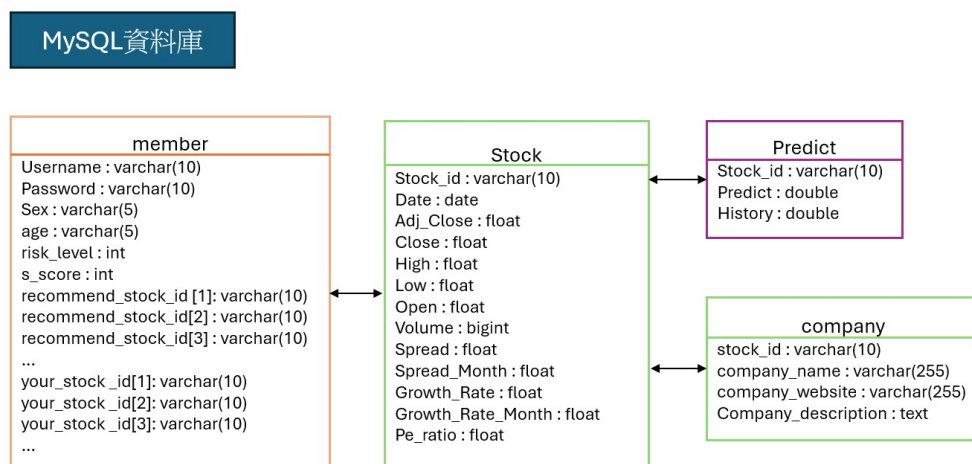 MySQL資料庫
member
Username : varchar(10)
Password : varchar(10)
Sex : varchar(5)
age : varchar(5)
risk_level : int
s_score : int
recommend_stock_id [1]: varchar(10)
recommend_stock_id[2] : varchar(10)
recommend_stock_id[3] : varchar(10)
...
your_stock _id[1]: varchar(10)
your_stock _id[2]: varchar(10)
your_stock _id[3]: varchar(10)
...
Stock
Stock_id : varchar(10)
Date : date
Adj_Close : float
Close : float
High : float
Low : float
Open : float
Volume : bigint
Spread : float
Spread_Month : float
Growth_Rate : float
Growth_Rate_Month : float
Pe_ratio : float
Predict
Stock_id : varchar(10)
Predict : double
History : double
company
stock_id : varchar(10)
company_name : varchar(255)
company_website : varchar(255)
Company_description : text